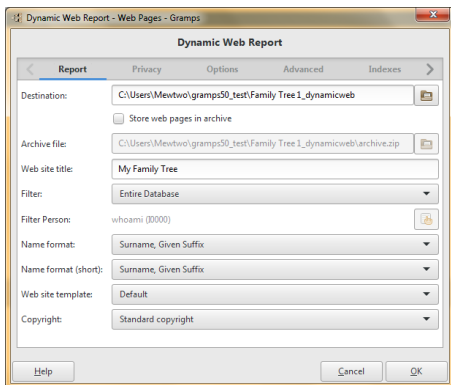 Dynamic Web Report - Web Pages - Gramps
Dynamic Web Report
Report Privacy Options Advanced Indexes
Destination: C:\Users\Mewtwo\gramps50_test\Family Tree 1_dynamicweb
Store web pages in archive
Archive file: C:\Users\Mewtwo\gramps50_test\Family Tree 1_dynamicweb\archive.zip
Web site title: My Family Tree
Filter: Entire Database
Filter Person: whoami (I0000)
Name format: Surname, Given Suffix
Name format (short): Surname, Given Suffix
Web site template: Default
Copyright: Standard copyright
Help Cancel OK